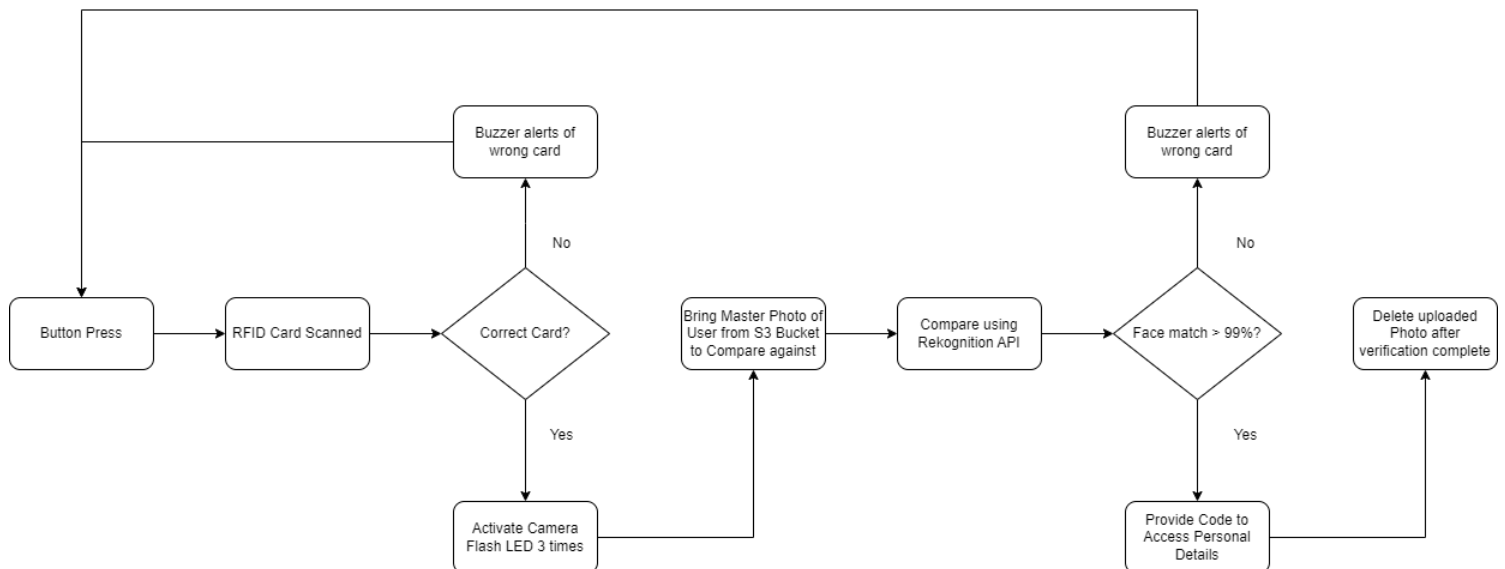 Buzzer alerts of
wrong card
Buzzer alerts of
wrong card
No
No
Button Press
RFID Card Scanned
Correct Card?
Bring Master Photo of
User from S3 Bucket
to Compare against
Compare using
Rekognition API
Face match > 99%?
Delete uploaded
Photo after
verification complete
Yes
Yes
Activate Camera
Flash LED 3 times
Provide Code to
Access Personal
Details